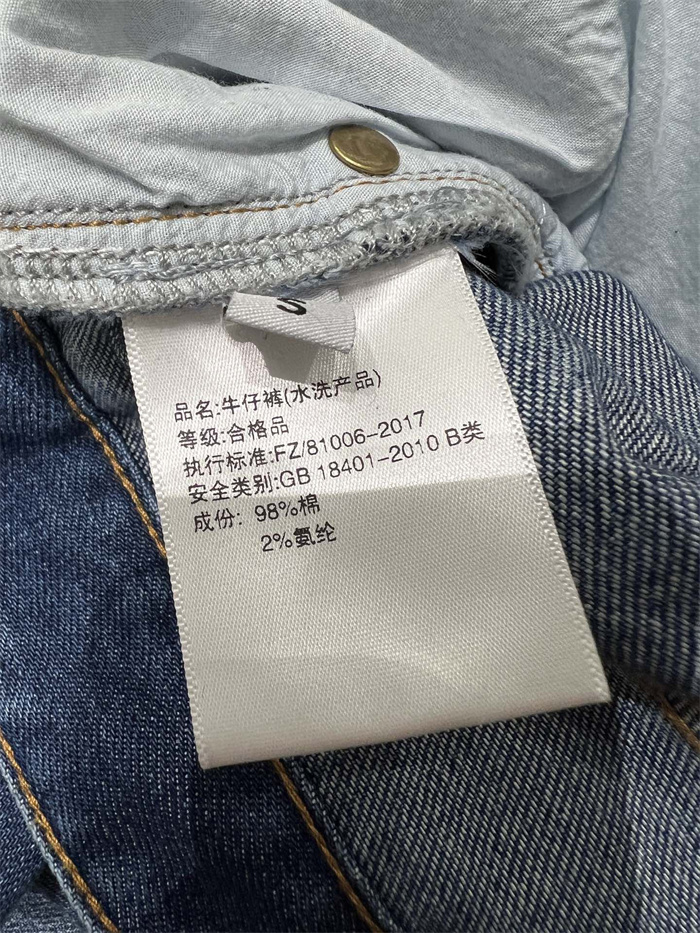 S
品名:牛仔裤(水洗产品)
等级:合格品
执行标准:FZ/81006-2017
安全类别:GB 18401-2010 B类
成份: 98%棉
2%氨纶